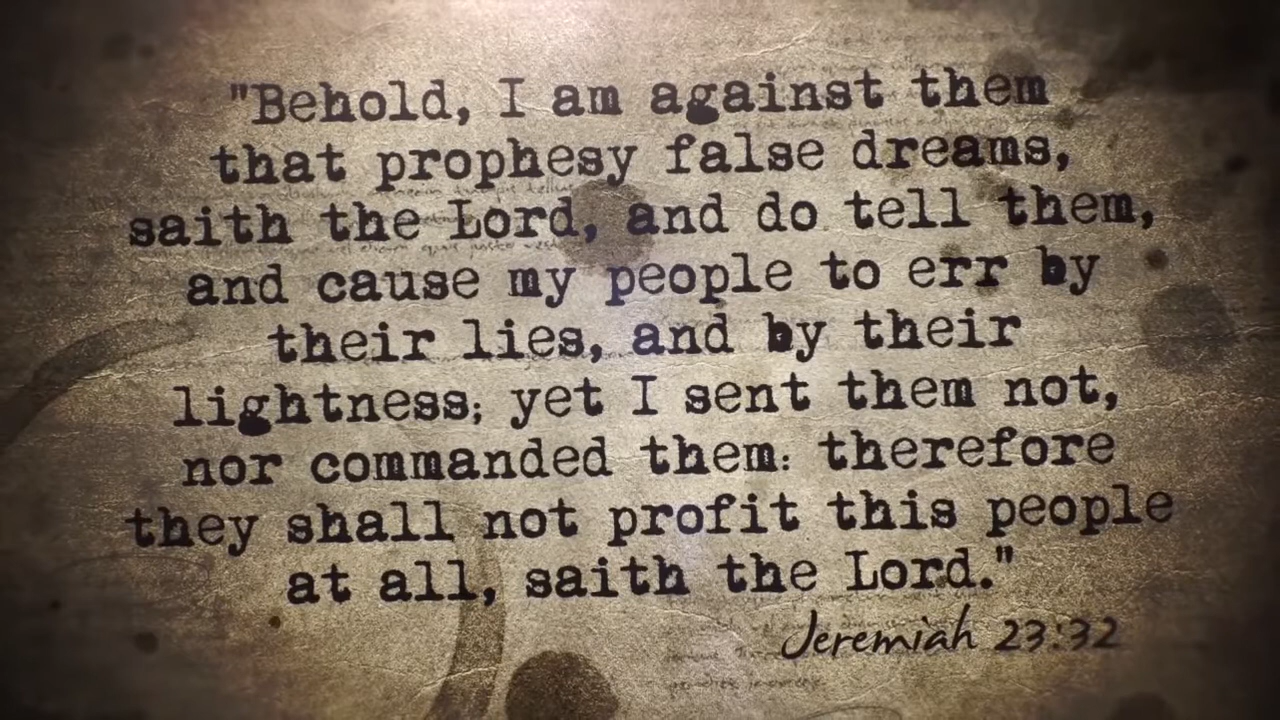 "Behold, I am against them
that prophesy false dreams,
saith the Lord, and do tell them,
and cause my people to err by
their lies, and by their
lightness; yet I sent them not,
nor commanded them: therefore
they shall not profit this people
at all, saith the Lord."
Jeremiah 23:32